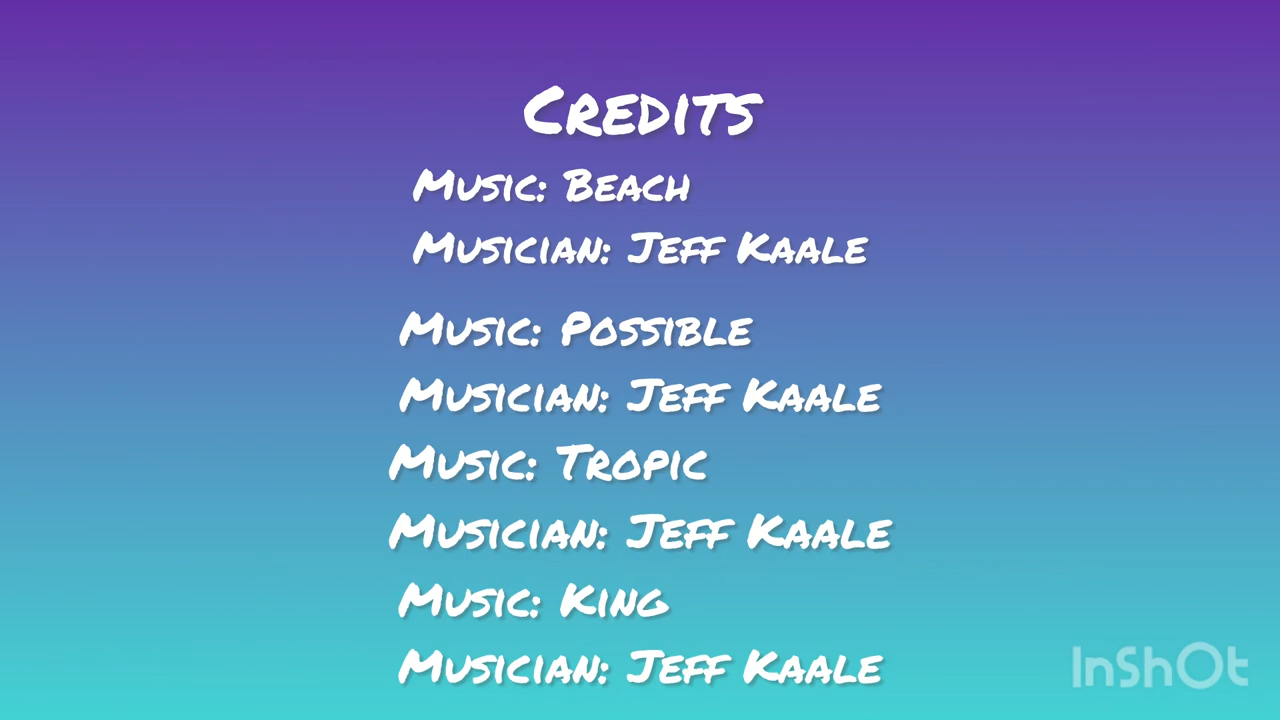 Credits
Music: Beach
Musician: Jeff Kaale
Music: Possible
Musician: Jeff Kaale
Music: Tropic
Musician: Jeff Kaale
Music: King
Musician: Jeff Kaale
InShOt